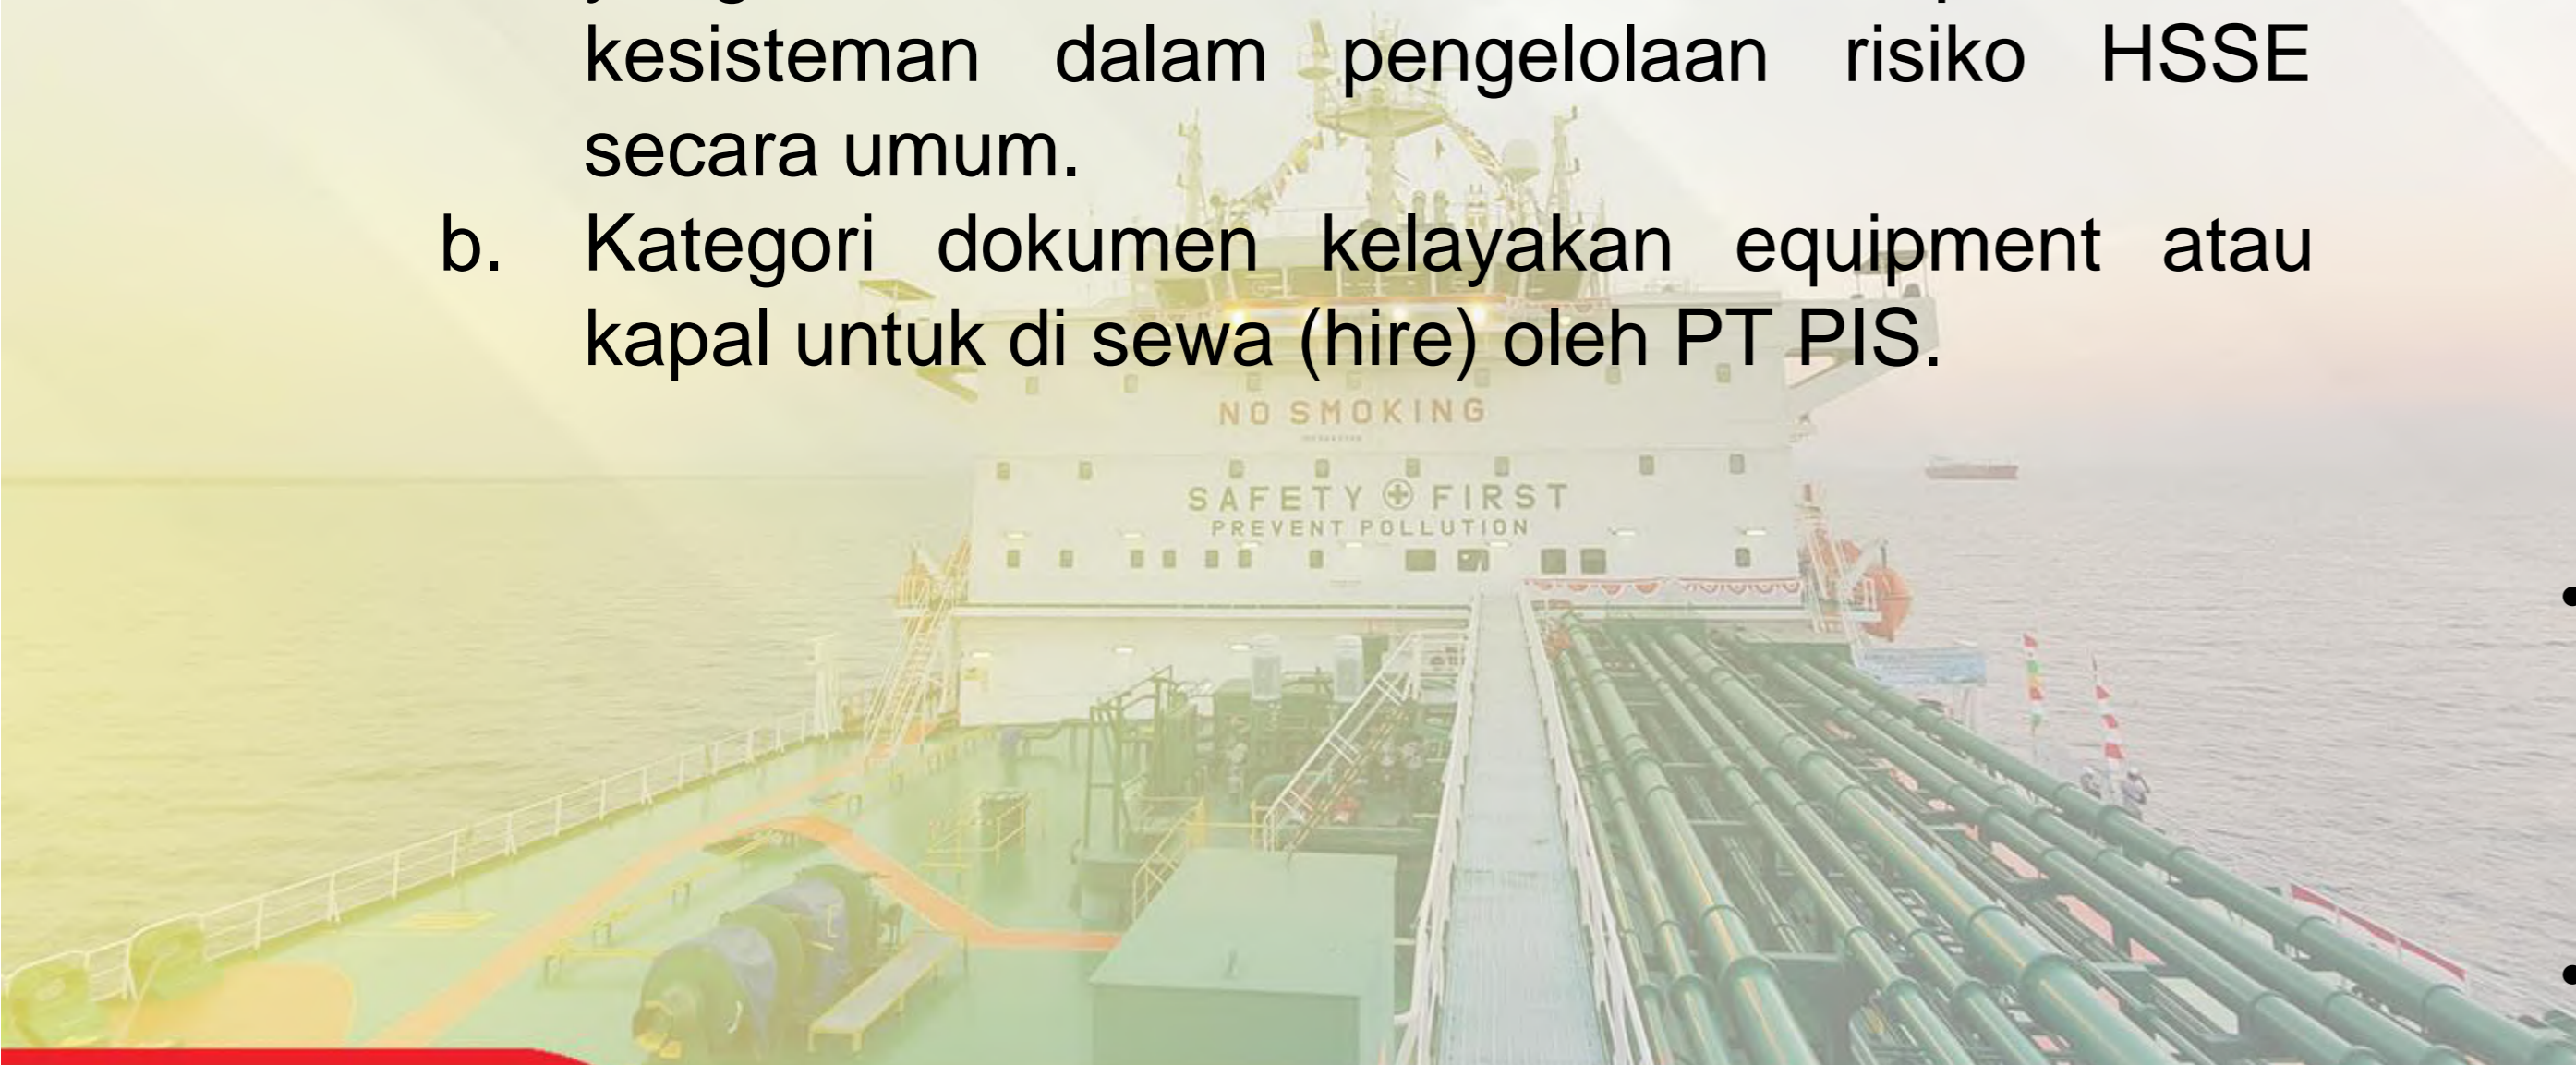 kesisteman dalam pengelolaan risiko HSSE
secara umum.
b. Kategori dokumen kelayakan equipment atau
kapal untuk di sewa (hire) oleh PT PIS.
NO SMOKING
SAFETY FIRST
PREVENT POLLUTION
•
•